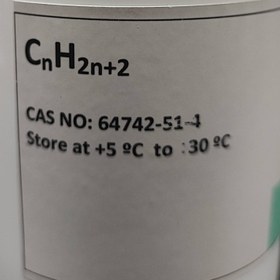 CnH2n+2
CAS NO: 64742-51-4
Store at +5 ºC to :30 ºC